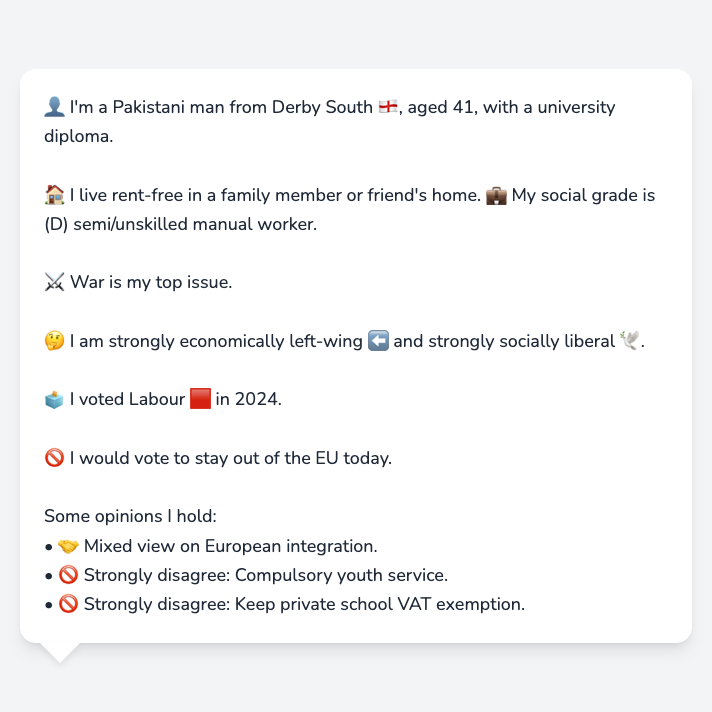 👤 I'm a Pakistani man from Derby South 🏴󠁧󠁢󠁥󠁮󠁧󠁿, aged 41, with a university
diploma.
🏠 I live rent-free in a family member or friend's home. 💼 My social grade is
(D) semi/unskilled manual worker.
⚔️ War is my top issue.
🤔 I am strongly economically left-wing ⬅️ and strongly socially liberal 🕊️.
🗳️ I voted Labour 🟥 in 2024.
🚫 I would vote to stay out of the EU today.
Some opinions I hold:
• 🤝 Mixed view on European integration.
• 🚫 Strongly disagree: Compulsory youth service.
• 🚫 Strongly disagree: Keep private school VAT exemption.